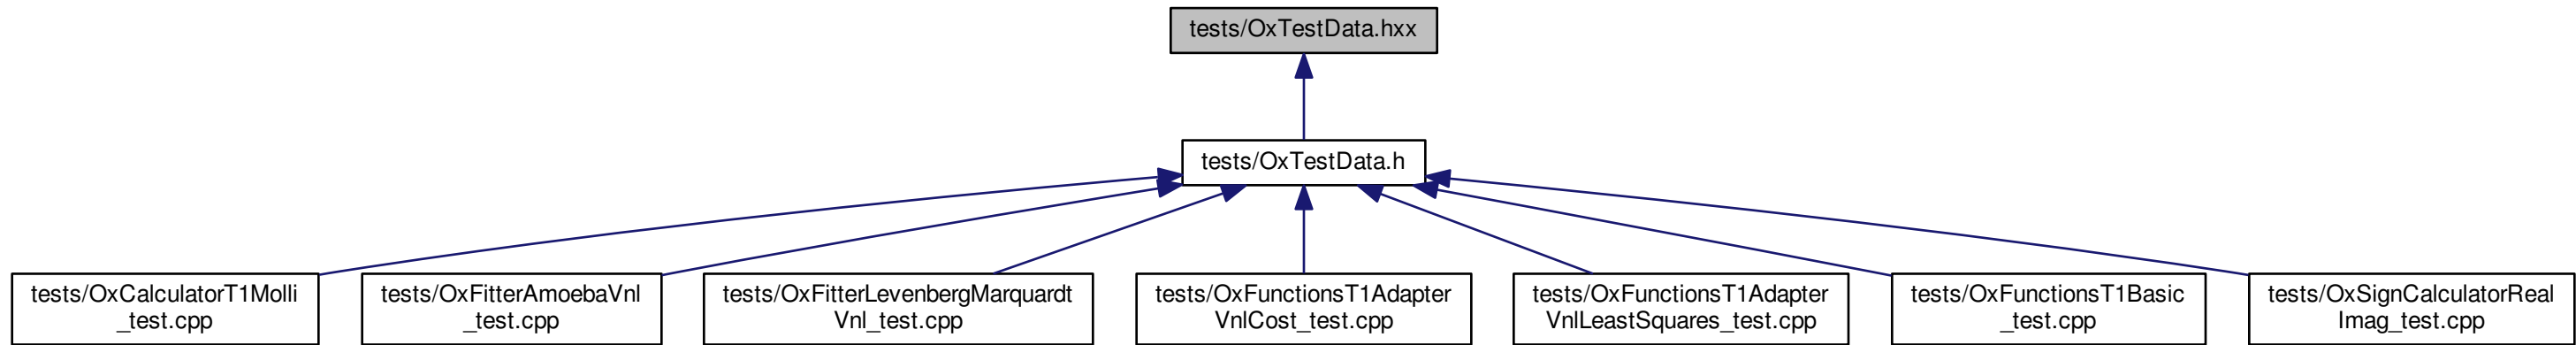 tests/OxTestData.hxx
tests/OxTestData.h
tests/OxCalculatorT1Molli
_test.cpp
tests/OxFitterAmoebaVnl
_test.cpp
tests/OxFitterLevenbergMarquardt
Vnl_test.cpp
tests/OxFunctionsT1Adapter
VnlCost_test.cpp
tests/OxFunctionsT1Adapter
VnlLeastSquares_test.cpp
tests/OxFunctionsT1Basic
_test.cpp
tests/OxSignCalculatorReal
Imag_test.cpp